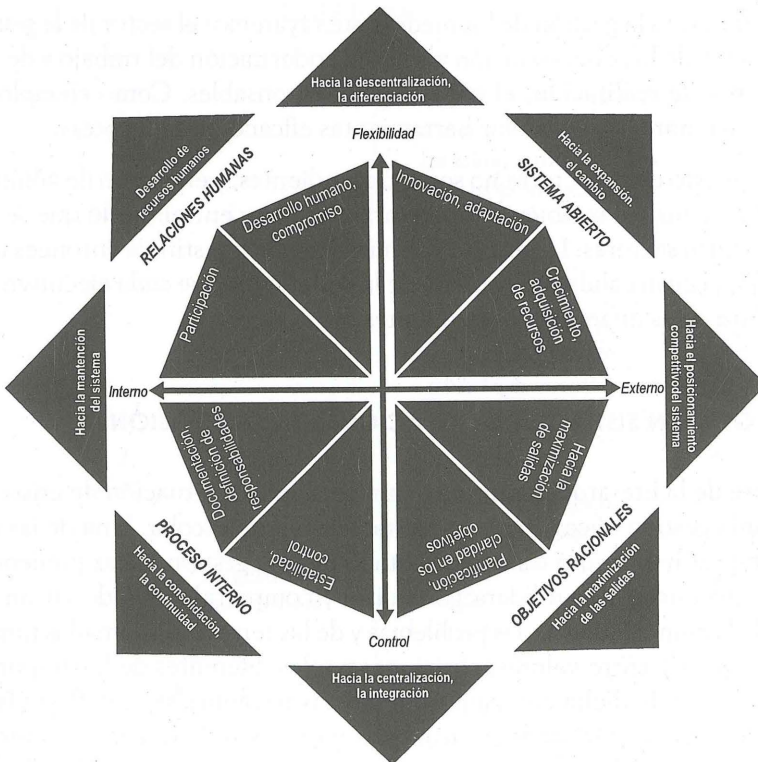 Hacia la descentralización,
la diferenciación
Flexibilidad
Desarrollo de
recursos humanos
RELACIONES HUMANAS
SISTEMA ABIERTO
Hacia la expansión,
el cambio
Desarrollo humano,
compromiso
Innovación, adaptación
Participación
Crecimiento,
adquisición
de recursos
Hacia la mantención
del sistema
Interno
Externo
Hacia el posicionamiento
competitivodel sistema
Documentación,
definición de
responsabilidades
Hacia la
maximización
de salidas
Estabilidad,
control
Planificación,
claridad en los
objetivos
PROCESO INTERNO
OBJETIVOS RACIONALES
Hacia la consolidación,
la continuidad
Hacia la maximización
de las salidas
Control
Hacia la centralización,
la integración